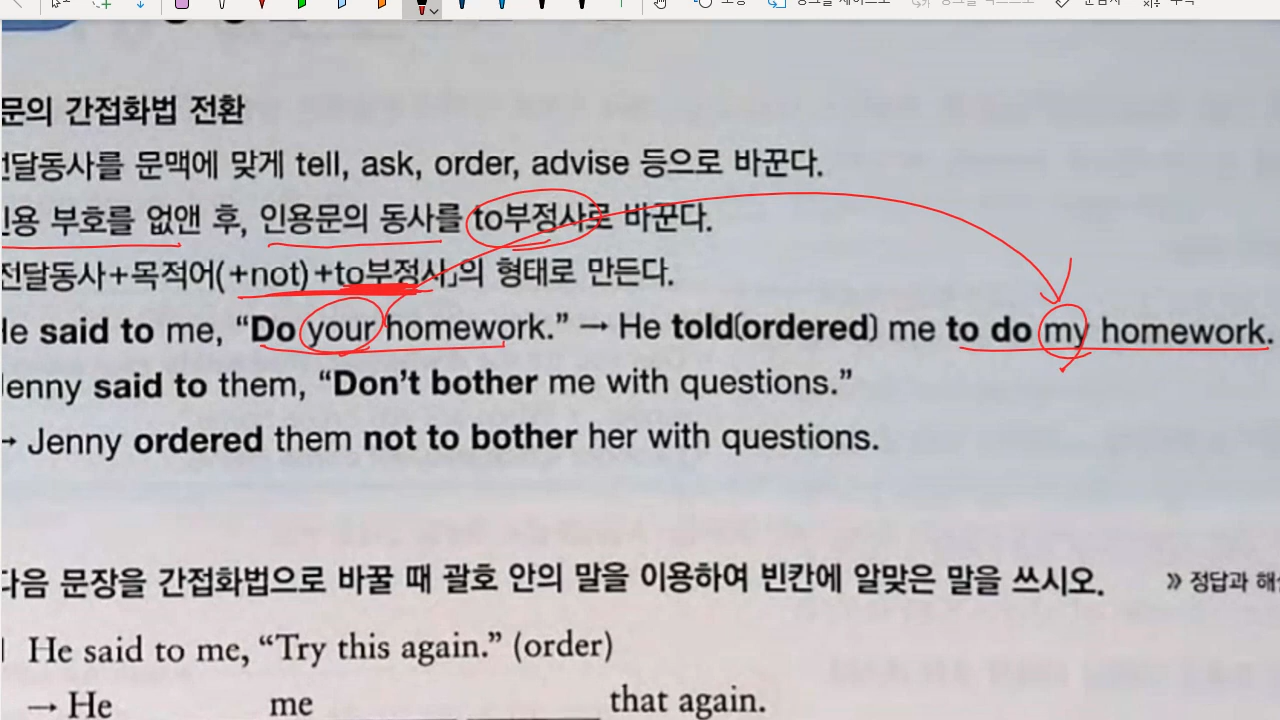 문의 간접화법 전환
전달동사를 문맥에 맞게 tell, ask, order, advise 등으로 바꾼다.
인용 부호를 없앤 후, 인용문의 동사를 to부정사로 바꾼다.
전달동사+목적어(+not)+to부정사」의 형태로 만든다.
He said to me, “Do your homework.” → He told(ordered) me to do my homework.
Jenny said to them, “Don’t bother me with questions.”
→ Jenny ordered them not to bother her with questions.
다음 문장을 간접화법으로 바꿀 때 괄호 안의 말을 이용하여 빈칸에 알맞은 말을 쓰시오. » 정답과 해
He said to me, “Try this again.” (order)
→ He me that again.